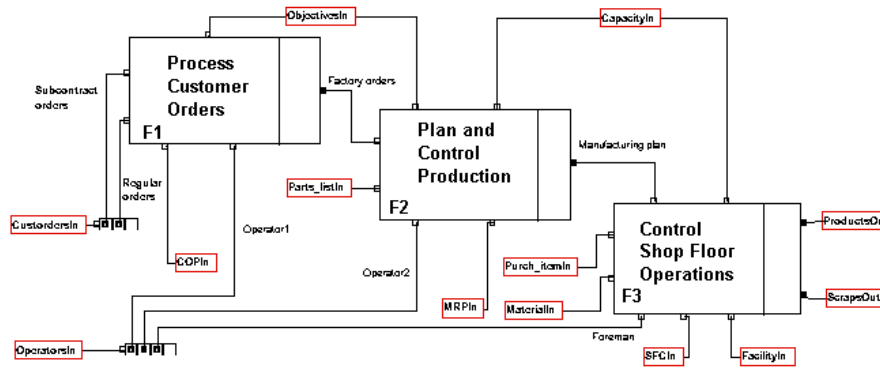 ObjectivesIn
CapacityIn
Process
Customer
Orders
F1
Subcontract
orders
Factory orders
Plan and
Control
Production
F2
Manufacturing plan
Regular
orders
Parts_listIn
CustordersIn
Operator1
COPIn
Control
Shop Floor
Operations
F3
ProductsOu
Purch_itemIn
Operator2
MRPIn
MaterialIn
ScrapsOut
Foreman
OperatorsIn
SFCIn
FacilityIn